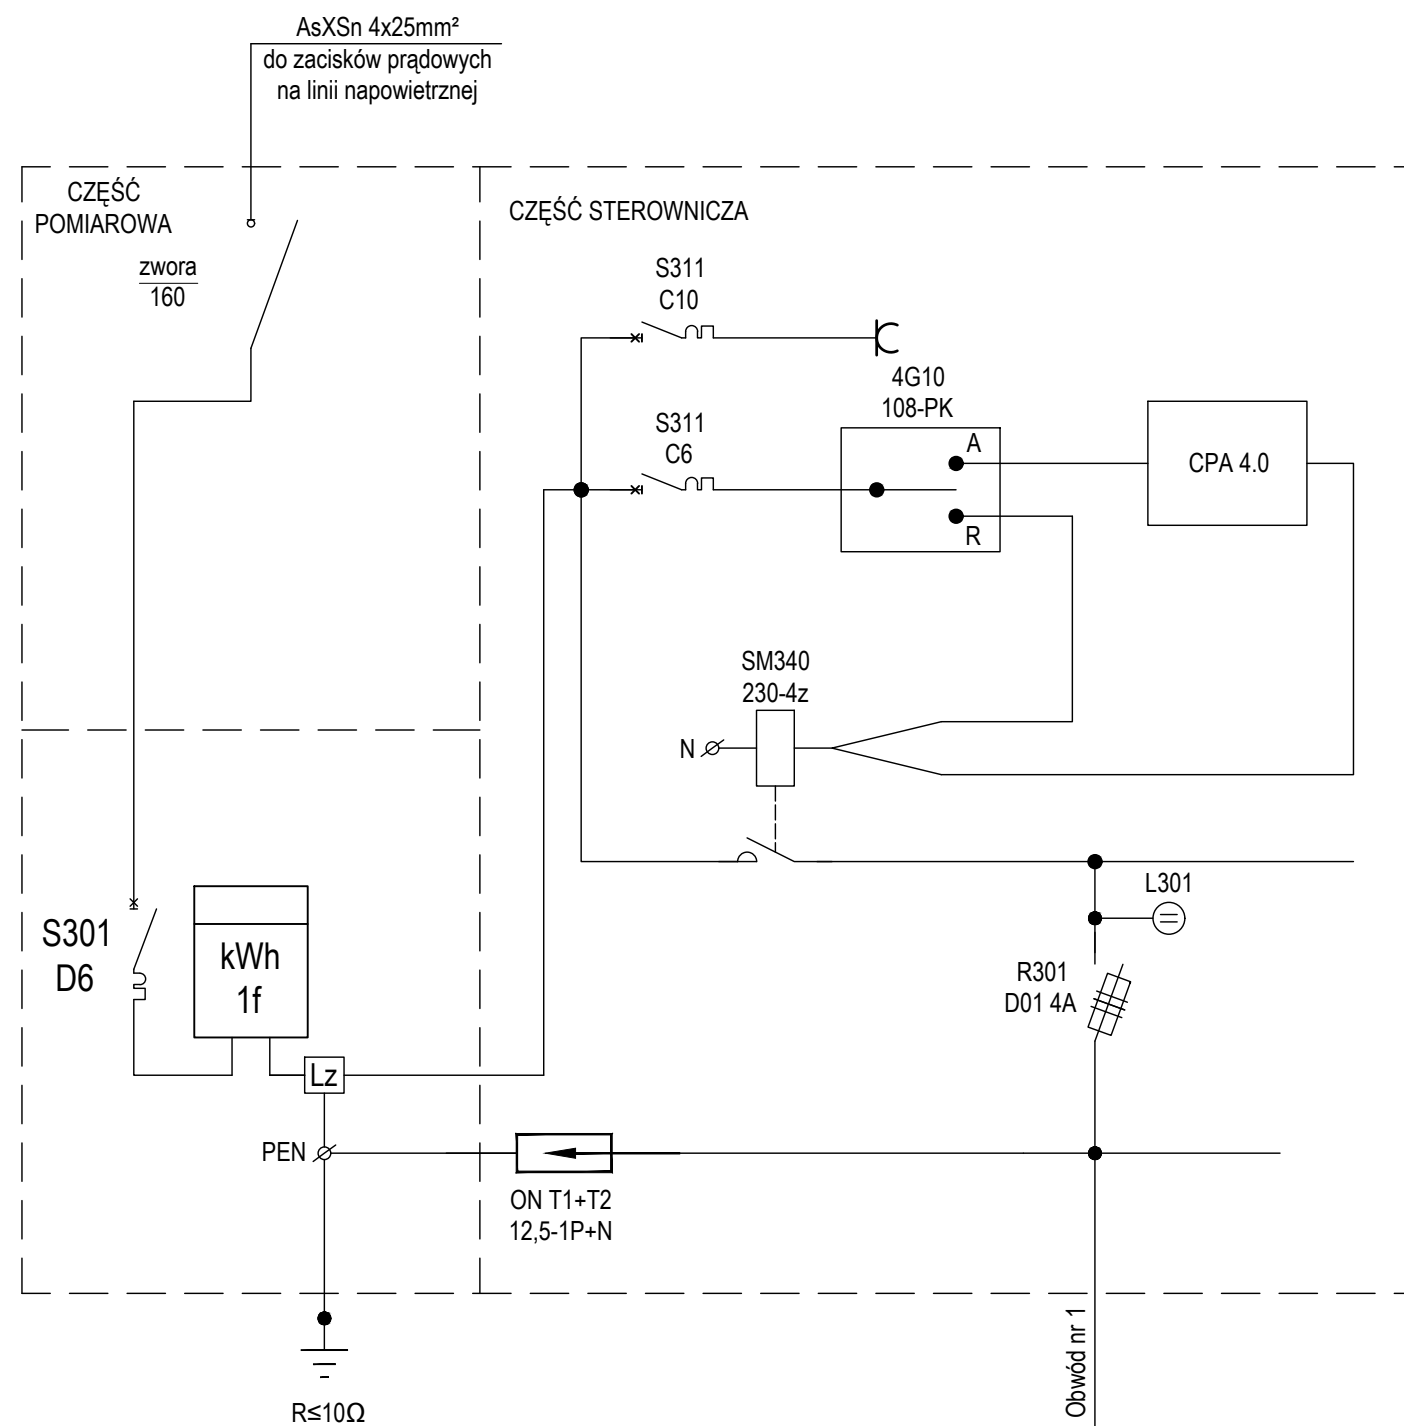 AsXSn 4x25mm²
do zacisków prądowych
na linii napowietrznej
CZĘŚĆ
POMIAROWA
CZĘŚĆ STEROWNICZA
zwora
160
S311
C10
4G10
108-PK
S311
C6
A
R
CPA 4.0
SM340
230-4z
N
L301
S301
D6
kWh
1f
R301
D01 4A
Lz
PEN
ON T1+T2
12,5-1P+N
Obwód nr 1
R≤10Ω